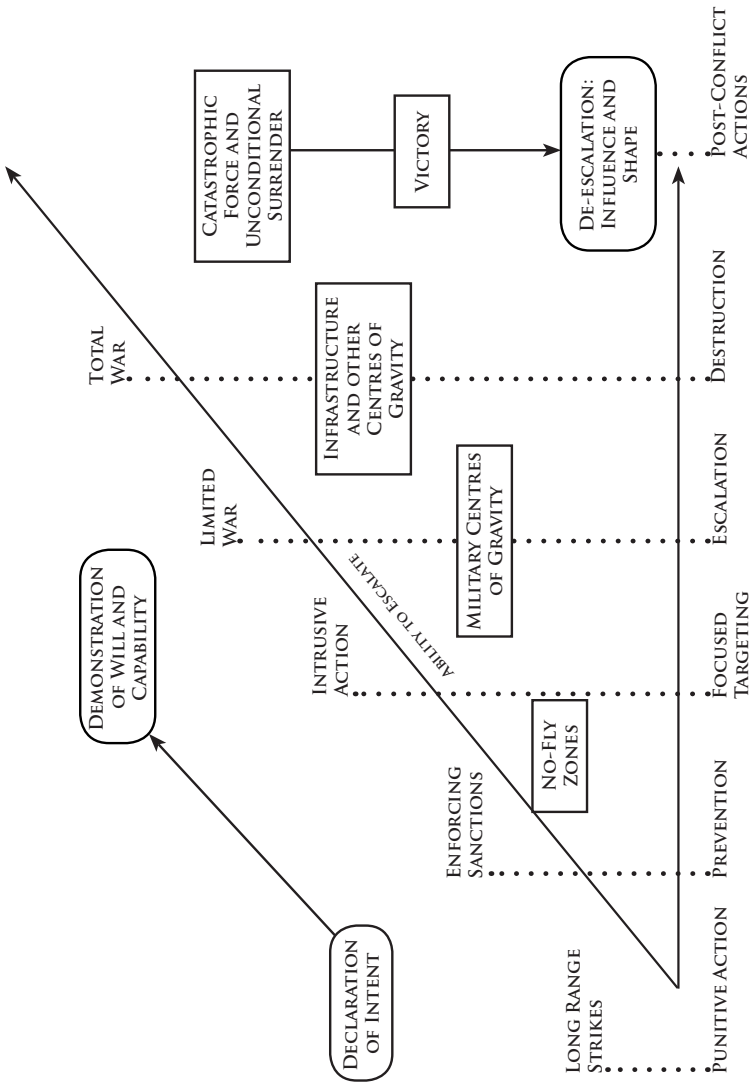 DEMONSTRATION
OF WILL AND
CAPABILITY
DECLARATION
OF INTENT
TOTAL
WAR
LIMITED
WAR
INTRUSIVE
ACTION
ENFORCING
SANCTIONS
LONG RANGE
STRIKES
ABILITY TO ESCALATE
CATASTROPHIC
FORCE AND
UNCONDITIONAL
SURRENDER
VICTORY
DE-ESCALATION:
INFLUENCE AND
SHAPE
INFRASTRUCTURE
AND OTHER
CENTRES OF
GRAVITY
MILITARY CENTRES
OF GRAVITY
NO-FLY
ZONES
PUNITIVE ACTION
PREVENTION
FOCUSED
TARGETING
ESCALATION
DESTRUCTION
POST-CONFLICT
ACTIONS